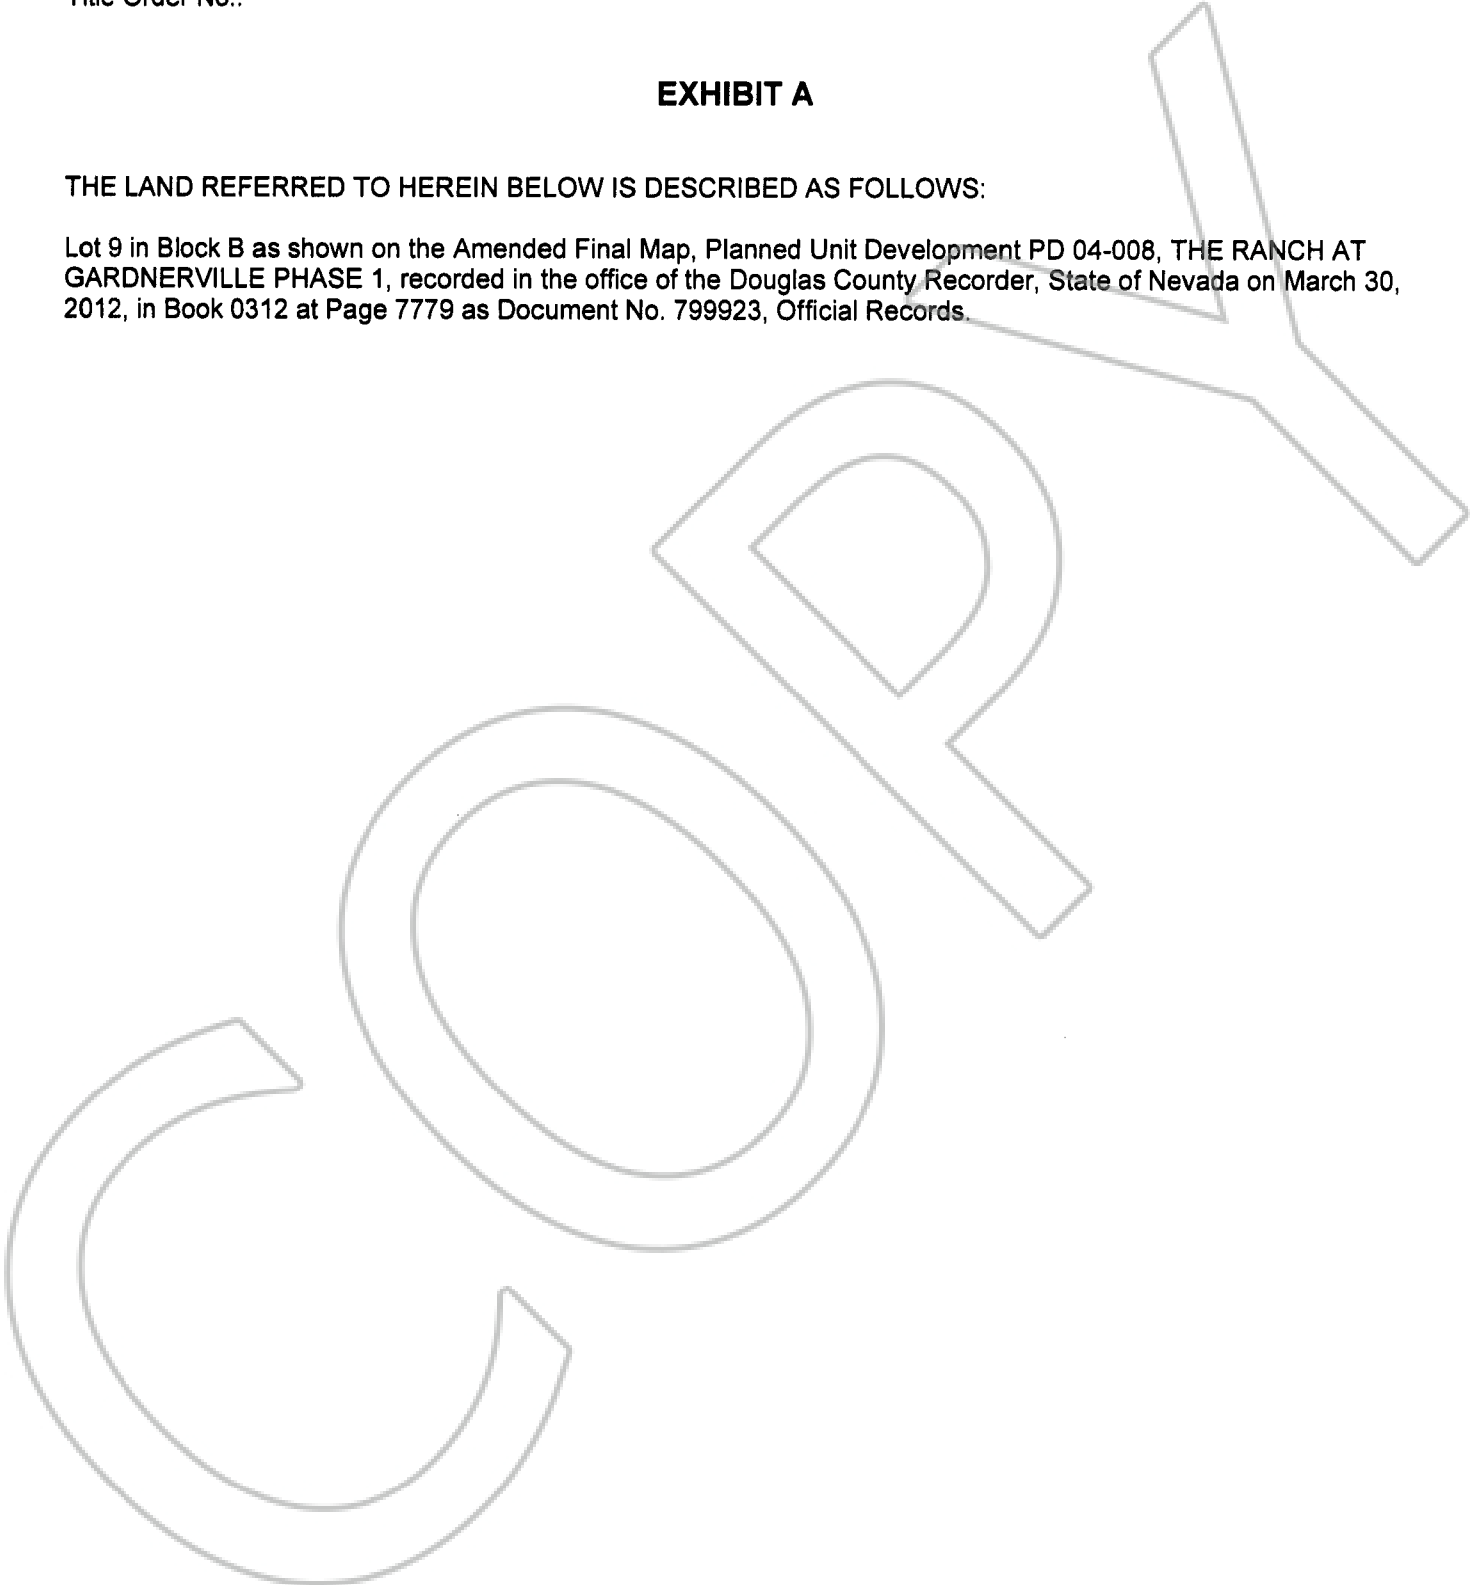 Title Order No.:
EXHIBIT A
THE LAND REFERRED TO HEREIN BELOW IS DESCRIBED AS FOLLOWS:
Lot 9 in Block B as shown on the Amended Final Map, Planned Unit Development PD 04-008, THE RANCH AT
GARDNERVILLE PHASE 1, recorded in the office of the Douglas County Recorder, State of Nevada on March 30,
2012, in Book 0312 at Page 7779 as Document No. 799923, Official Records.
COPY